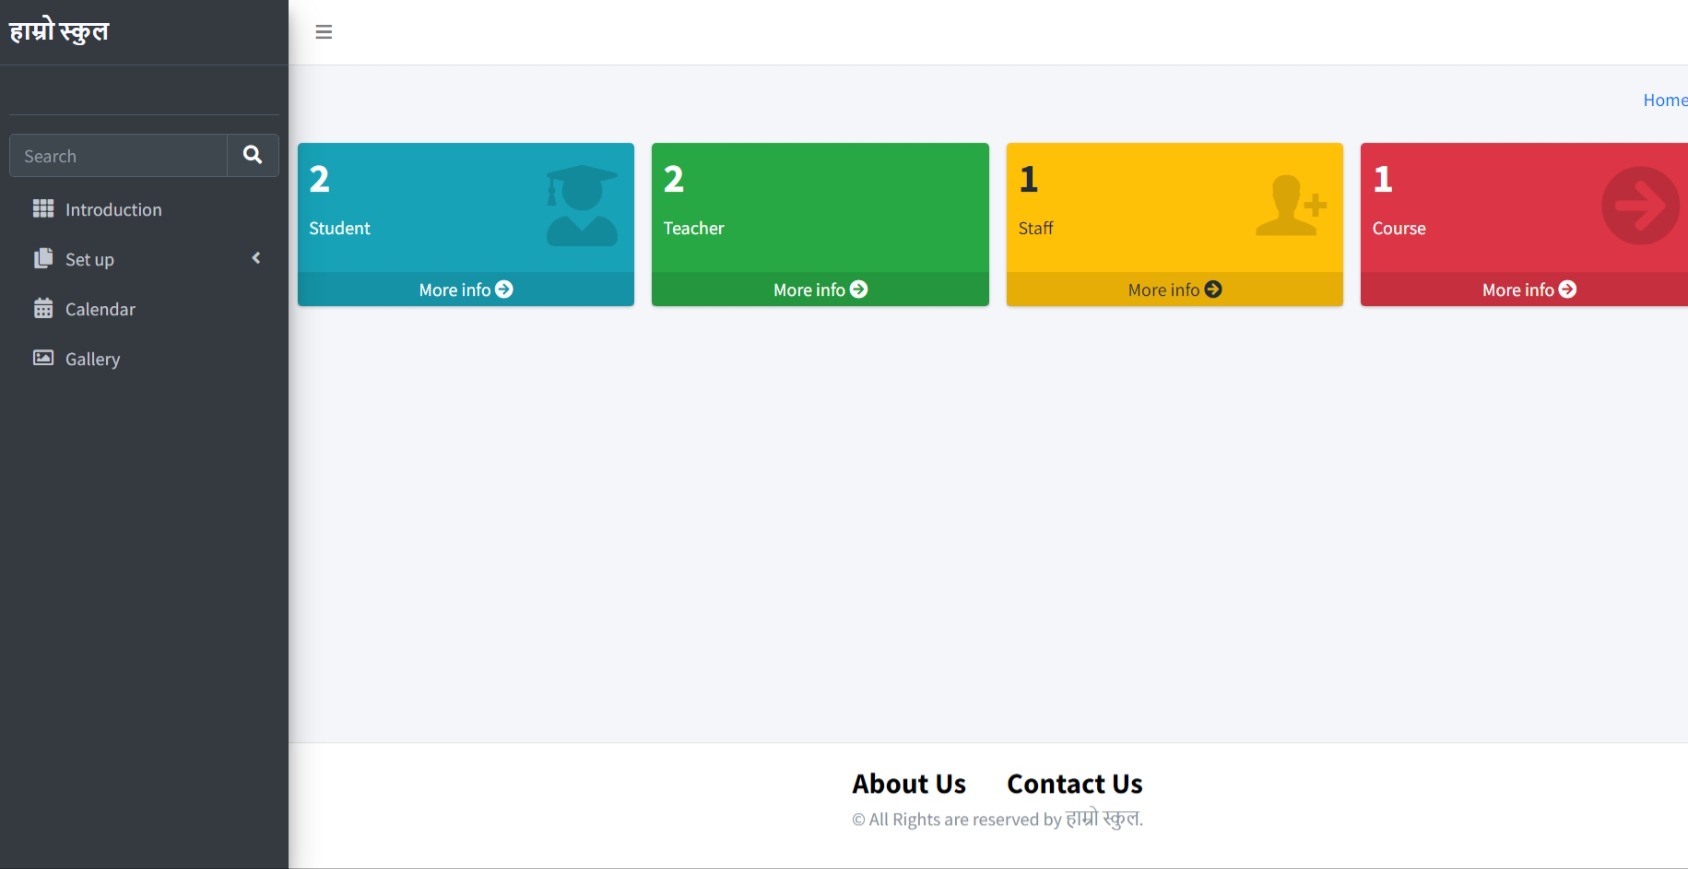 हाम्रो स्कुल
Home
Search
Introduction
Set up
Calendar
Gallery
2
Student
More info
2
Teacher
More info
1
Staff
More info
1
Course
More info
About Us
Contact Us
© All Rights are reserved by हाम्रो स्कुल.